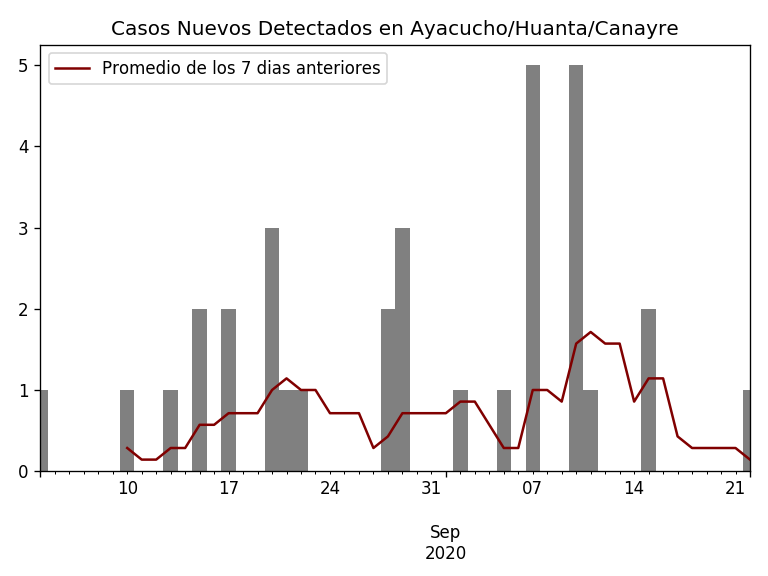 Casos Nuevos Detectados en Ayacucho/Huanta/Canayre
Promedio de los 7 dias anteriores
5
4
3
2
1
0
10 17 24 31 07 14 21
Sep
2020